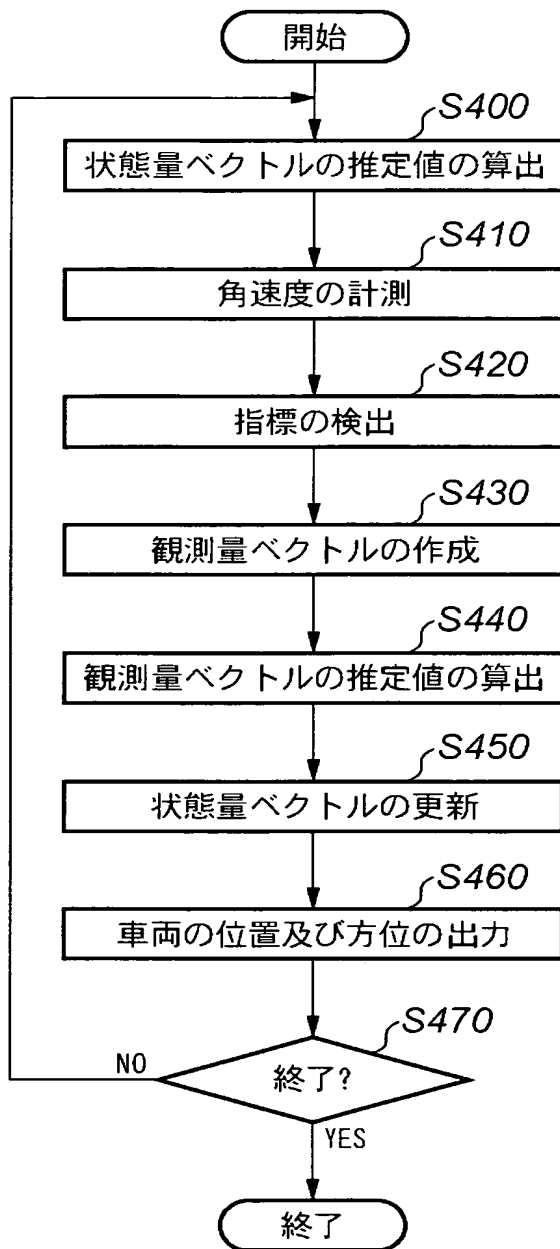 開始
S400
状態量ベクトルの推定値の算出
S410
角速度の計測
S420
指標の検出
S430
観測量ベクトルの作成
S440
観測量ベクトルの推定値の算出
S450
状態量ベクトルの更新
S460
車両の位置及び方位の出力
S470
終了?
NO
YES
終了